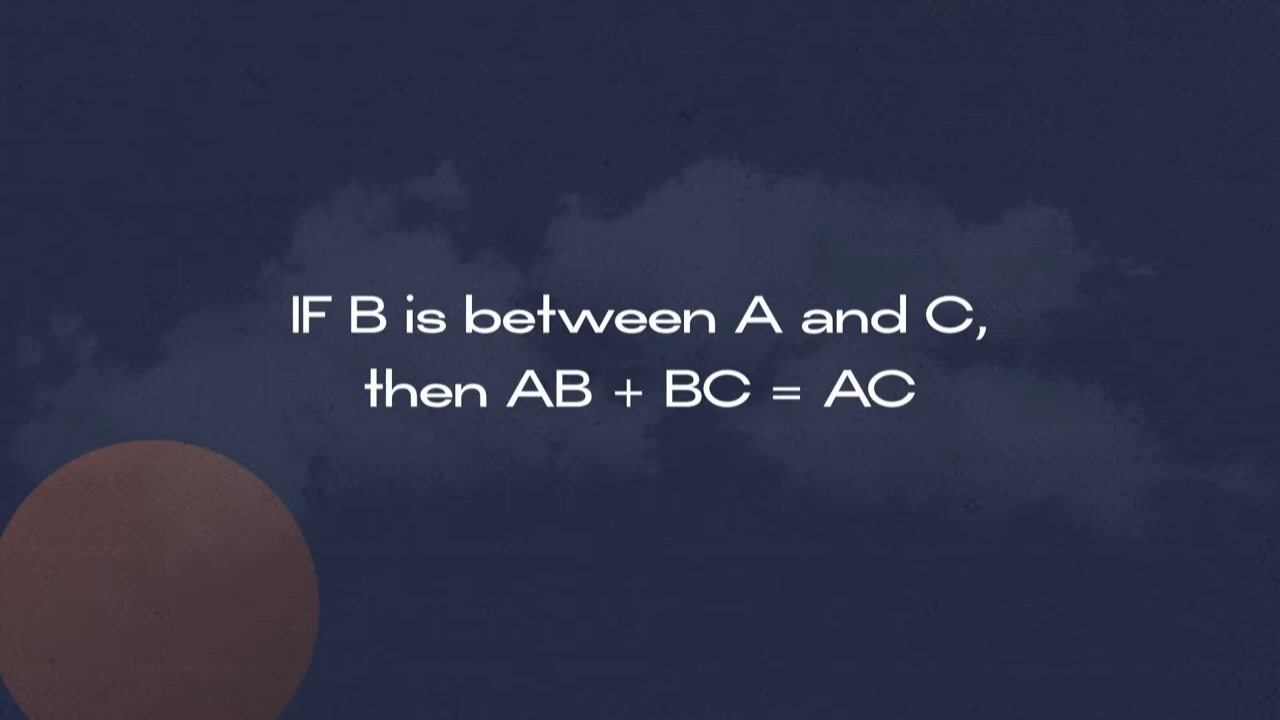 IF B is between A and C,
then AB + BC = AC